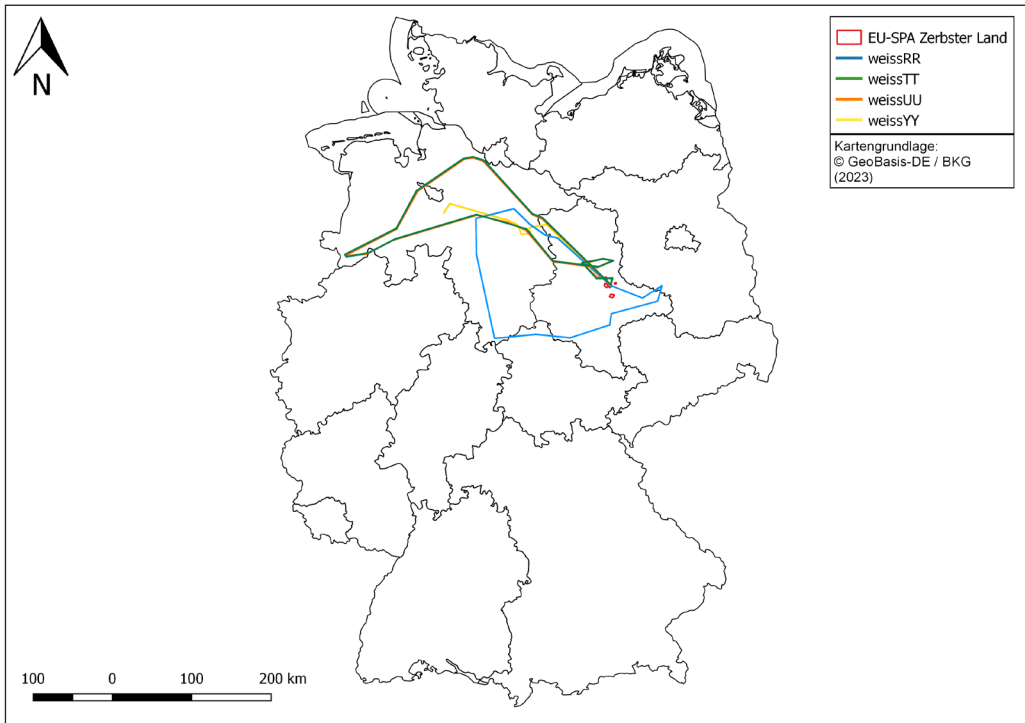 N
EU-SPA Zerbster Land
weissRR
weissTT
weissUU
weissYY
Kartengrundlage:
© GeoBasis-DE / BKG
(2023)
100 0 100 200 km